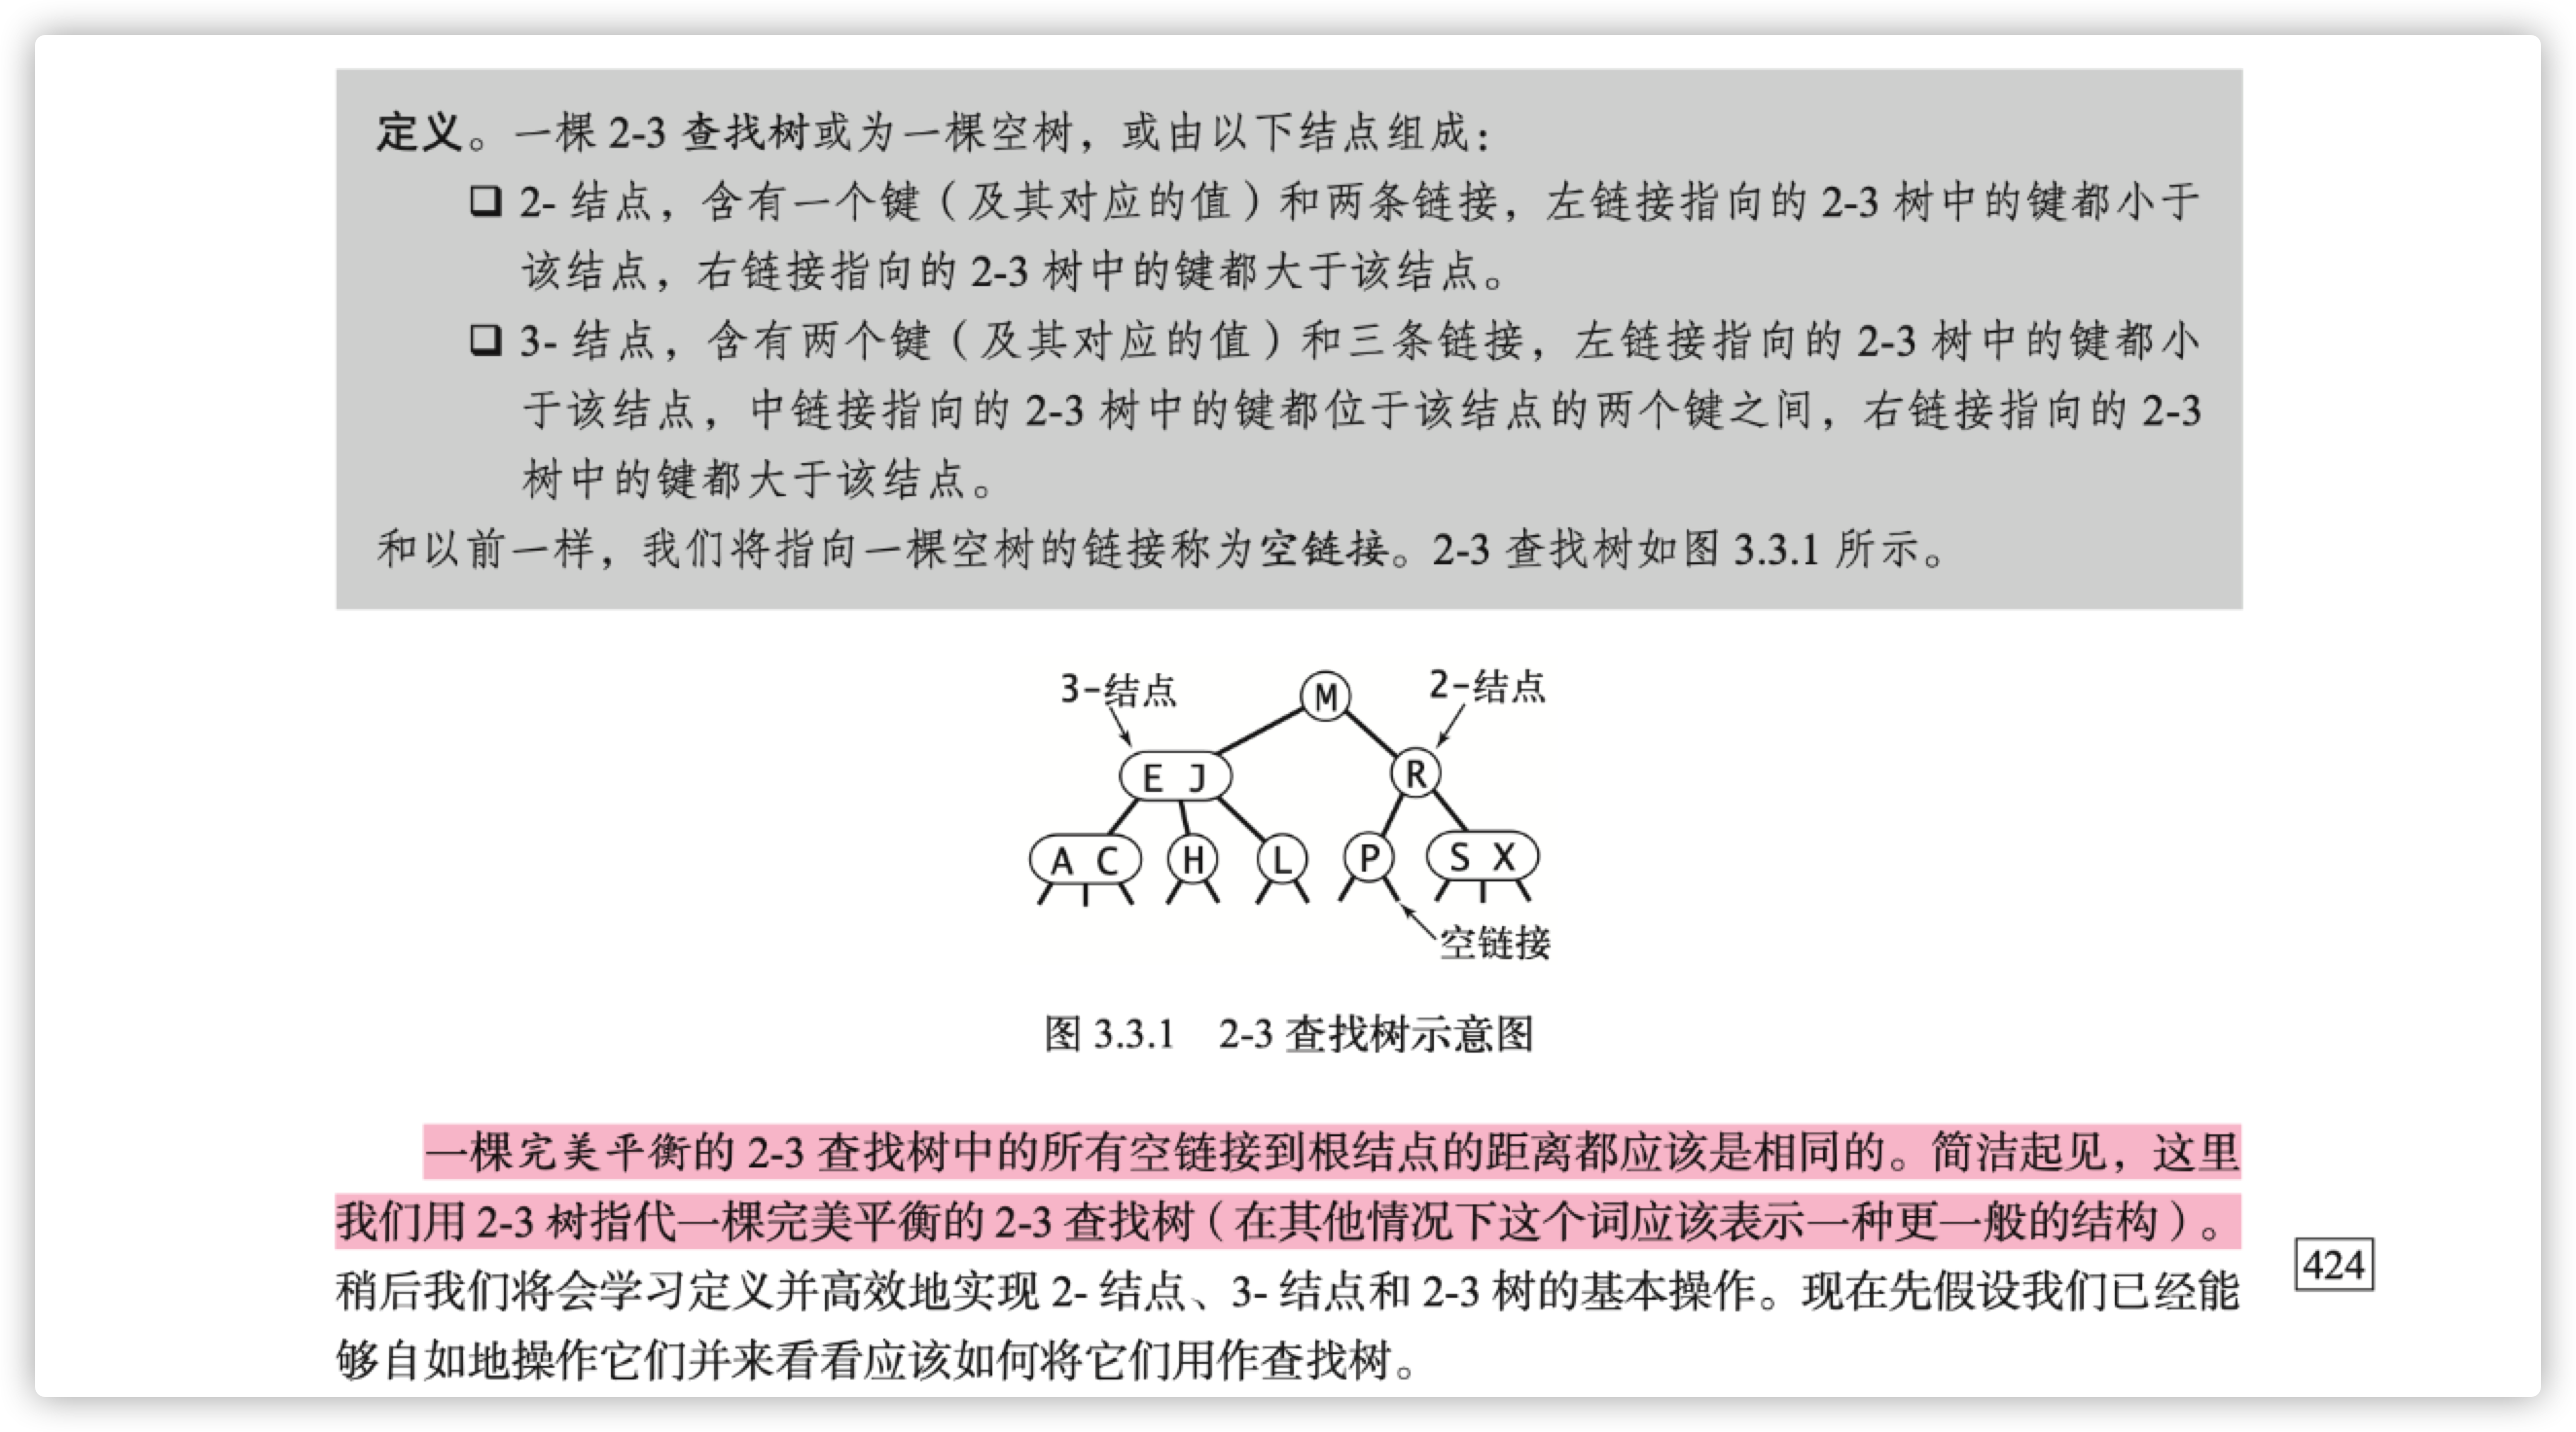 定义。一棵 2-3 查找树或为一棵空树，或由以下结点组成：
❏ 2- 结点，含有一个键（及其对应的值）和两条链接，左链接指向的 2-3 树中的键都小于
该结点，右链接指向的 2-3 树中的键都大于该结点。
❏ 3- 结点，含有两个键（及其对应的值）和三条链接，左链接指向的 2-3 树中的键都小
于该结点，中链接指向的 2-3 树中的键都位于该结点的两个键之间，右链接指向的 2-3
树中的键都大于该结点。
和以前一样，我们将指向一棵空树的链接称为空链接。2-3 查找树如图 3.3.1 所示。
3-结点
M
2-结点
E J
R
A C
H
L
P
S X
空链接
图 3.3.1 2-3 查找树示意图
一棵完美平衡的 2-3 查找树中的所有空链接到根结点的距离都应该是相同的。简洁起见，这里
我们用 2-3 树指代一棵完美平衡的 2-3 查找树（在其他情况下这个词应该表示一种更一般的结构）。
稍后我们将会学习定义并高效地实现 2- 结点、3- 结点和 2-3 树的基本操作。现在先假设我们已经能
够自如地操作它们并来看看应该如何将它们用作查找树。
424